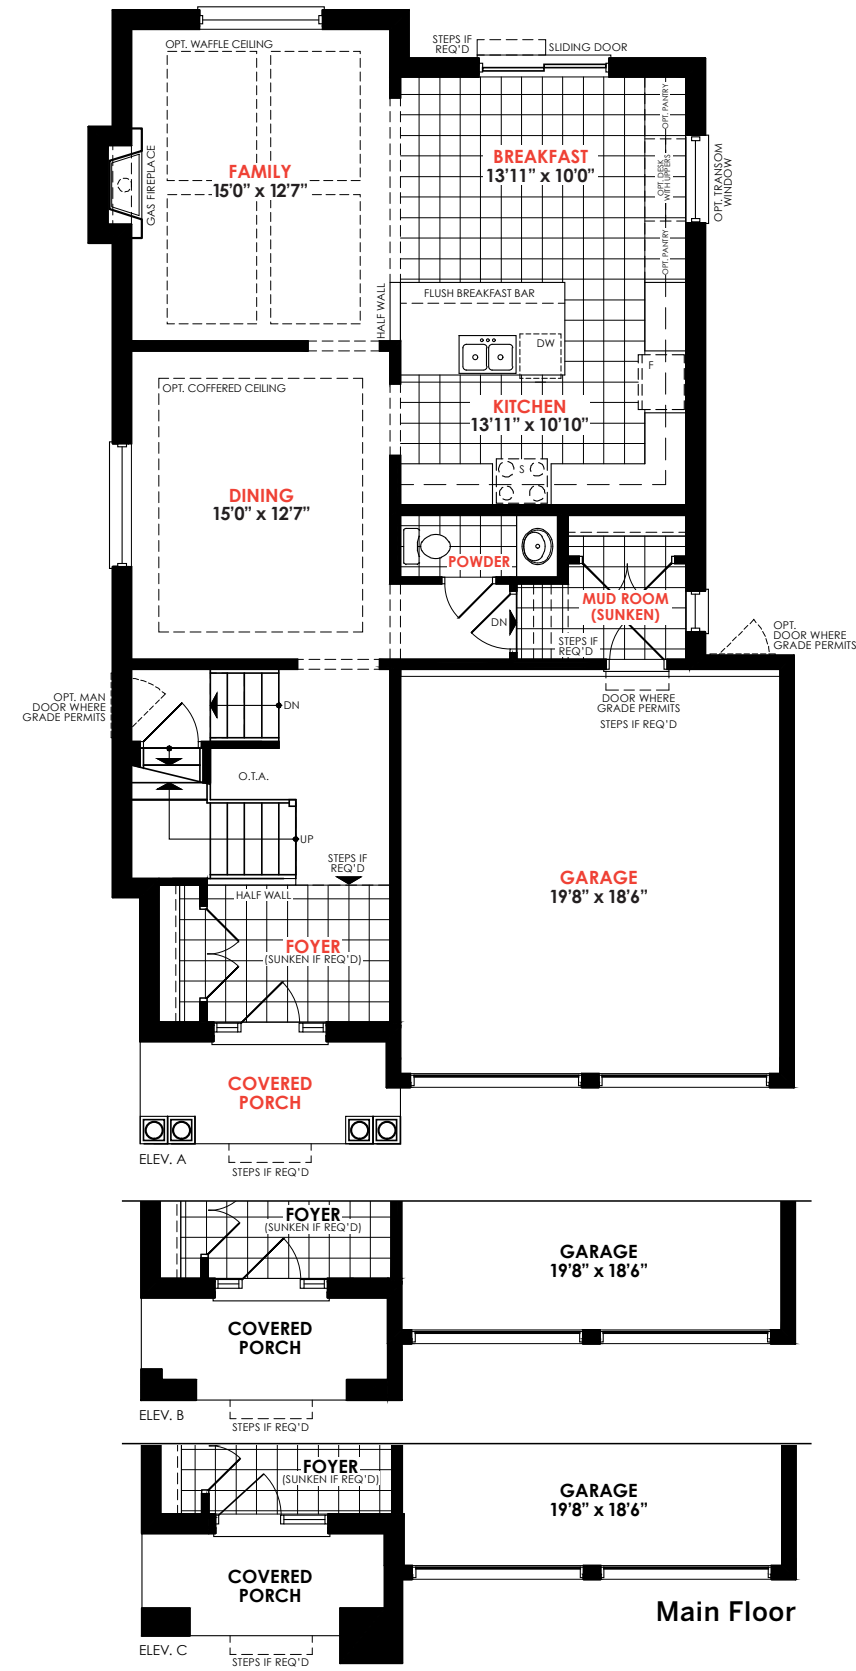 OPT. WAFFLE CEILING
STEPS IF
REQ'D
SLIDING DOOR
GAS FIREPLACE
FAMILY
15'0" x 12'7"
BREAKFAST
13'11" x 10'0"
OPT. PANTRY
OPT. DESK
WITH UPPERS
OPT. PANTRY
OPT. TRANSOM
WINDOW
HALF WALL
FLUSH BREAKFAST BAR
DW
F
OPT. COFFERED CEILING
KITCHEN
13'11" x 10'10"
S
DINING
15'0" x 12'7"
POWDER
MUD ROOM
(SUNKEN)
DN
STEPS IF
REQ'D
OPT.
DOOR WHERE
GRADE PERMITS
OPT. MAN
DOOR WHERE
GRADE PERMITS
DN
DOOR WHERE
GRADE PERMITS
STEPS IF REQ'D
O.T.A.
UP
STEPS IF
REQ'D
HALF WALL
FOYER
(SUNKEN IF REQ'D)
GARAGE
19'8" x 18'6"
COVERED
PORCH
ELEV. A
STEPS IF REQ'D
FOYER
(SUNKEN IF REQ'D)
GARAGE
19'8" x 18'6"
COVERED
PORCH
ELEV. B
STEPS IF REQ'D
FOYER
(SUNKEN IF REQ'D)
GARAGE
19'8" x 18'6"
COVERED
PORCH
Main Floor
ELEV. C
STEPS IF REQ'D